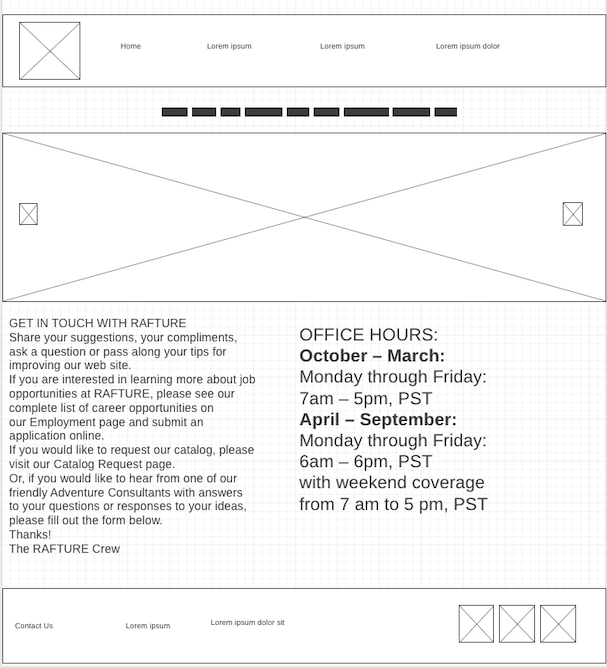 Home
Lorem ipsum
Lorem ipsum
Lorem ipsum dolor
GET IN TOUCH WITH RAFTURE
Share your suggestions, your compliments,
ask a question or pass along your tips for
improving our web site.
If you are interested in learning more about job
opportunities at RAFTURE, please see our
complete list of career opportunities on
our Employment page and submit an
application online.
If you would like to request our catalog, please
visit our Catalog Request page.
Or, if you would like to hear from one of our
friendly Adventure Consultants with answers
to your questions or responses to your ideas,
please fill out the form below.
Thanks!
The RAFTURE Crew
OFFICE HOURS:
October – March:
Monday through Friday:
7am – 5pm, PST
April – September:
Monday through Friday:
6am – 6pm, PST
with weekend coverage
from 7 am to 5 pm, PST
Contact Us
Lorem ipsum
Lorem ipsum dolor sit